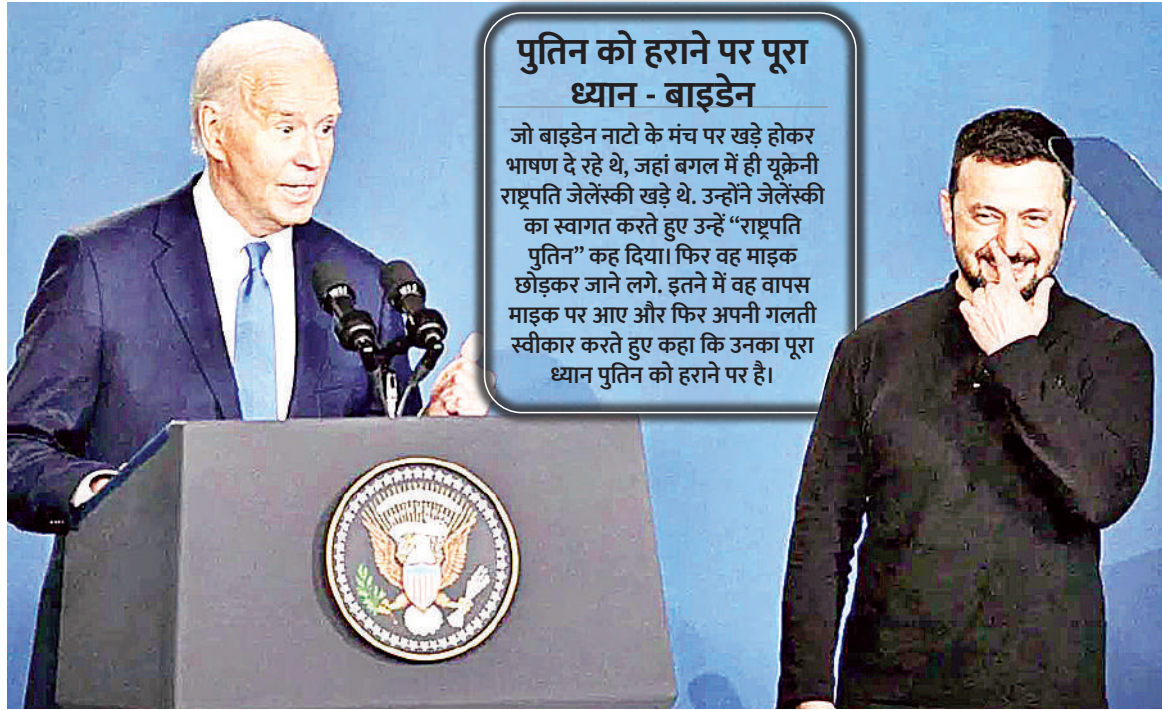 पुतिन को हराने पर पूरा
ध्यान - बाइडेन
जो बाइडेन नाटो के मंच पर खड़े होकर
भाषण दे रहे थे, जहां बगल में ही यूक्रेनी
राष्ट्रपति जेलेंस्की खड़े थे. उन्होंने जेलेंस्की
का स्वागत करते हुए उन्हें “राष्ट्रपति
पुतिन” कह दिया। फिर वह माइक
छोड़कर जाने लगे. इतने में वह वापस
माइक पर आए और फिर अपनी गलती
स्वीकार करते हुए कहा कि उनका पूरा
ध्यान पुतिन को हराने पर है।